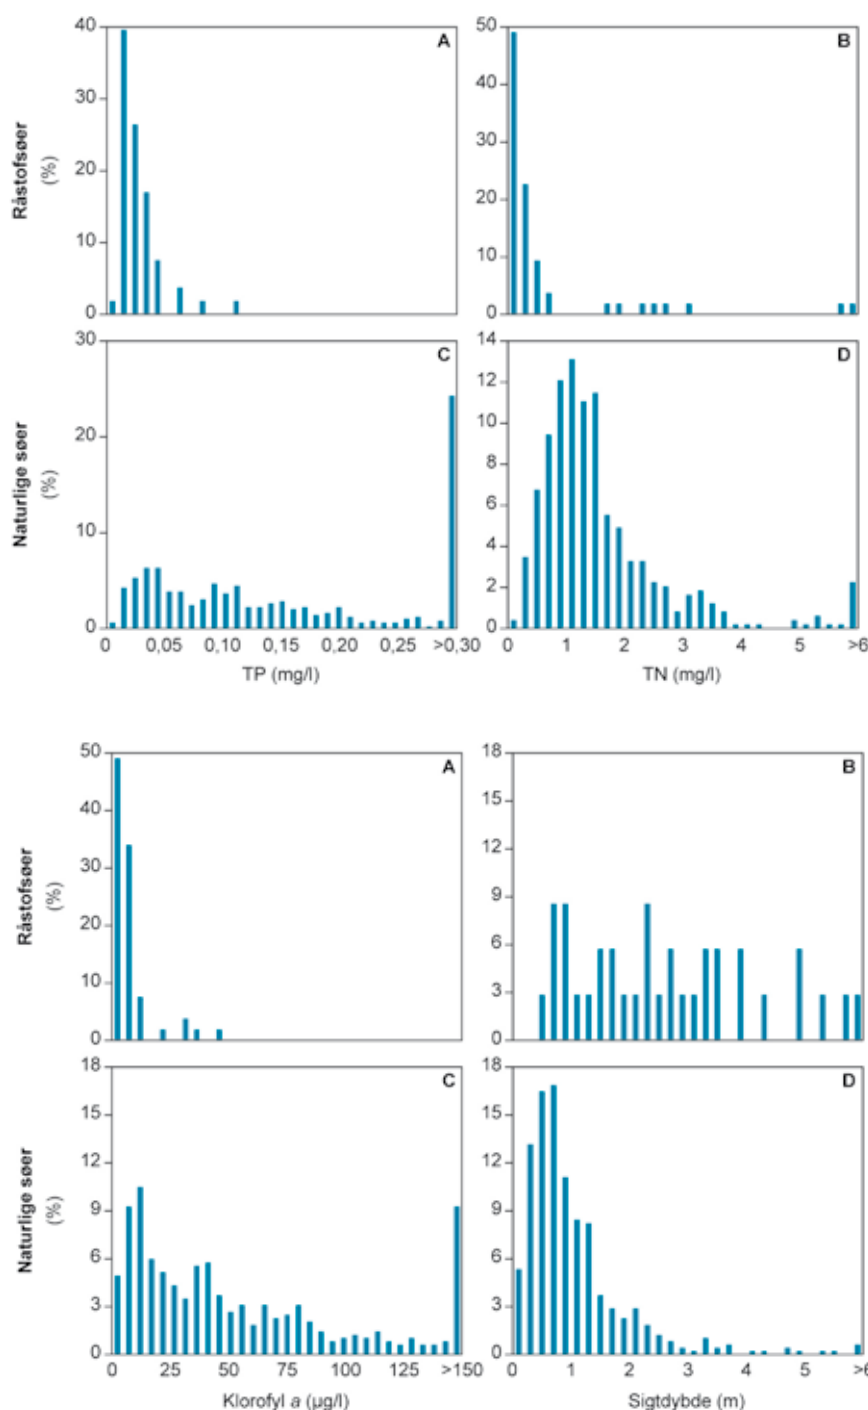 A
40
30
20
10
0
Råstofsøer
(%)
B
50
40
30
20
10
0
C
30
20
10
0
Naturlige søer
(%)
0 0,05 0,10 0,15 0,20 0,25 >0,30
TP (mg/l)
D
14
12
10
8
6
4
2
0
0 1 2 3 4 5 >6
TN (mg/l)
A
50
40
30
20
10
0
Råstofsøer
(%)
B
18
15
12
9
6
3
0
C
18
15
12
9
6
3
0
Naturlige søer
(%)
0 25 50 75 100 125 >150
Klorofyl a (µg/l)
D
18
15
12
9
6
3
0
0 1 2 3 4 5 >6
Sigtdybde (m)